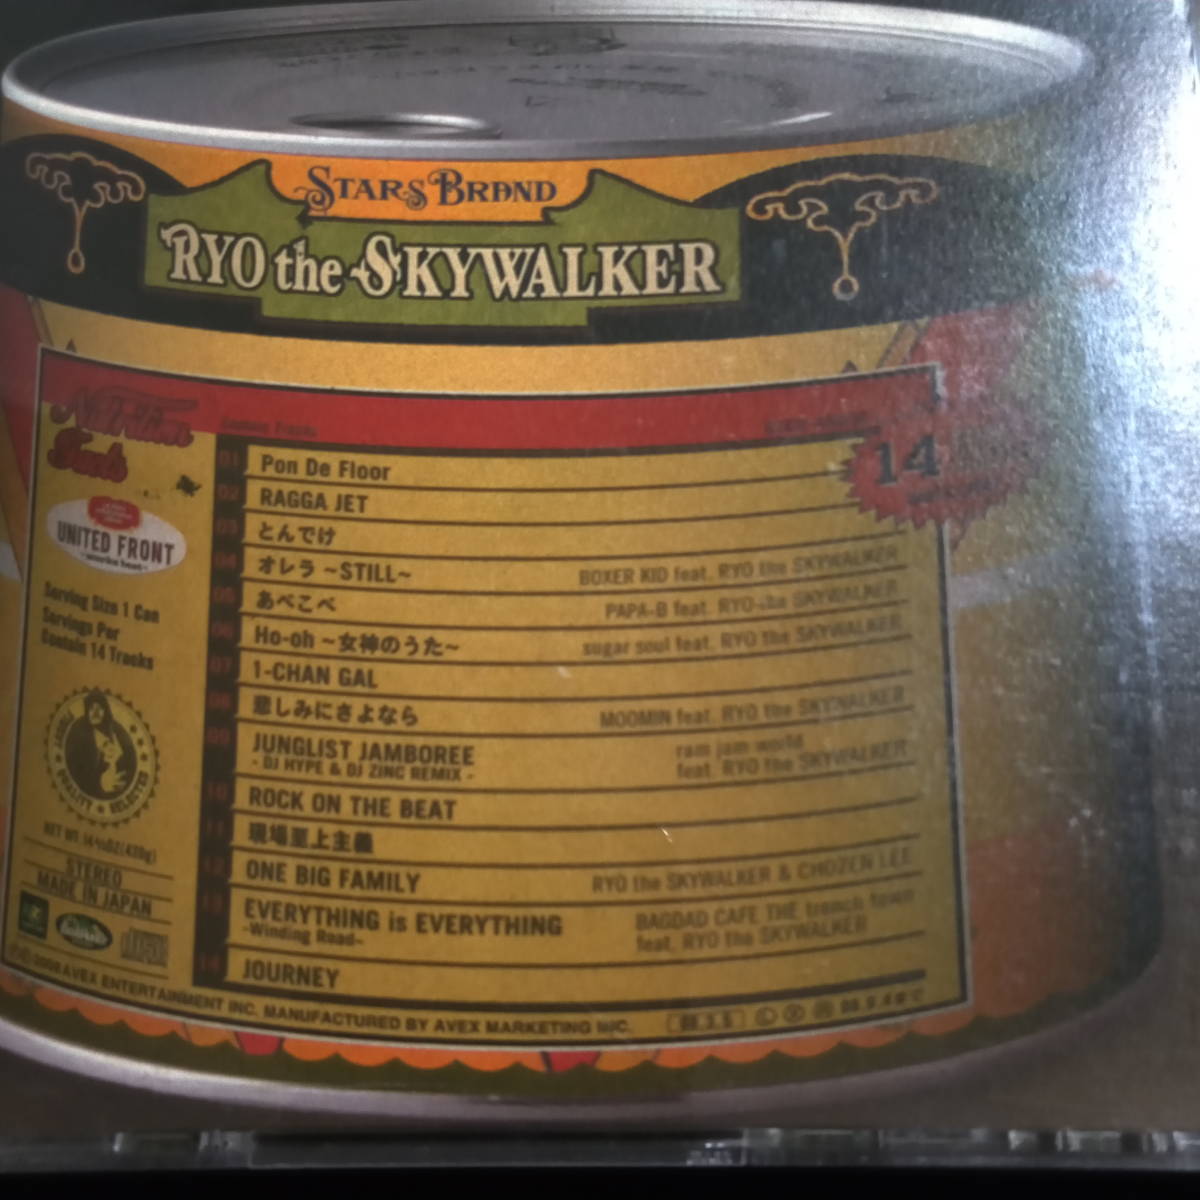 STARS BRAND
RYO the SKYWALKER
Nutrition
Facts
14
UNITED FRONT
Serving Size 1 Can
Servings Per
Contain 14 Tracks
QUALITY SELECTED
STEREO
MADE IN JAPAN
01 Pon De Floor
02 RAGGA JET
03 とんでけ
04 オレラ ~STILL~ BOXER KID feat. RYO the SKYWALKER
05 あべこべ PAPA-B feat. RYO the SKYWALKER
06 Ho-oh ~女神のうた~ sugar soul feat. RYO the SKYWALKER
07 1-CHAN GAL
08 悲しみにさよなら MOOMIN feat. RYO the SKYWALKER
09 JUNGLIST JAMBOREE ram jam world
- DJ HYPE & DJ ZINC REMIX - feat. RYO the SKYWALKER
10 ROCK ON THE BEAT
11 現場至上主義
12 ONE BIG FAMILY RYO the SKYWALKER & CHOZEN LEE
13 EVERYTHING is EVERYTHING BAGDAD CAFE THE trench town
~Winding Road~ feat. RYO the SKYWALKER
14 JOURNEY
AVEX ENTERTAINMENT INC. MANUFACTURED BY AVEX MARKETING INC.